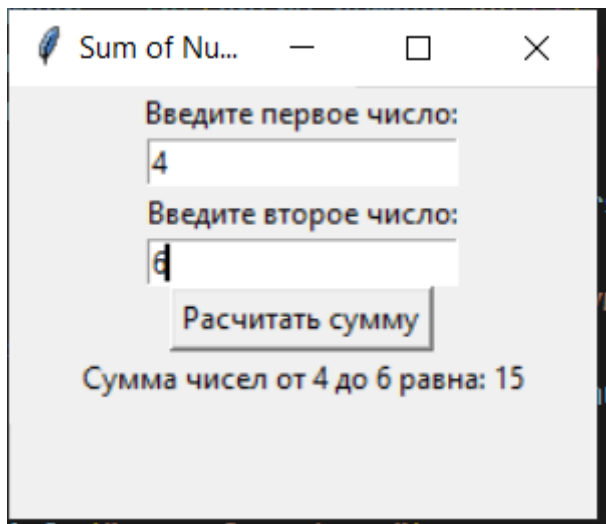 Sum of Nu...
Введите первое число:
4
Введите второе число:
6
Расчитать сумму
Сумма чисел от 4 до 6 равна: 15